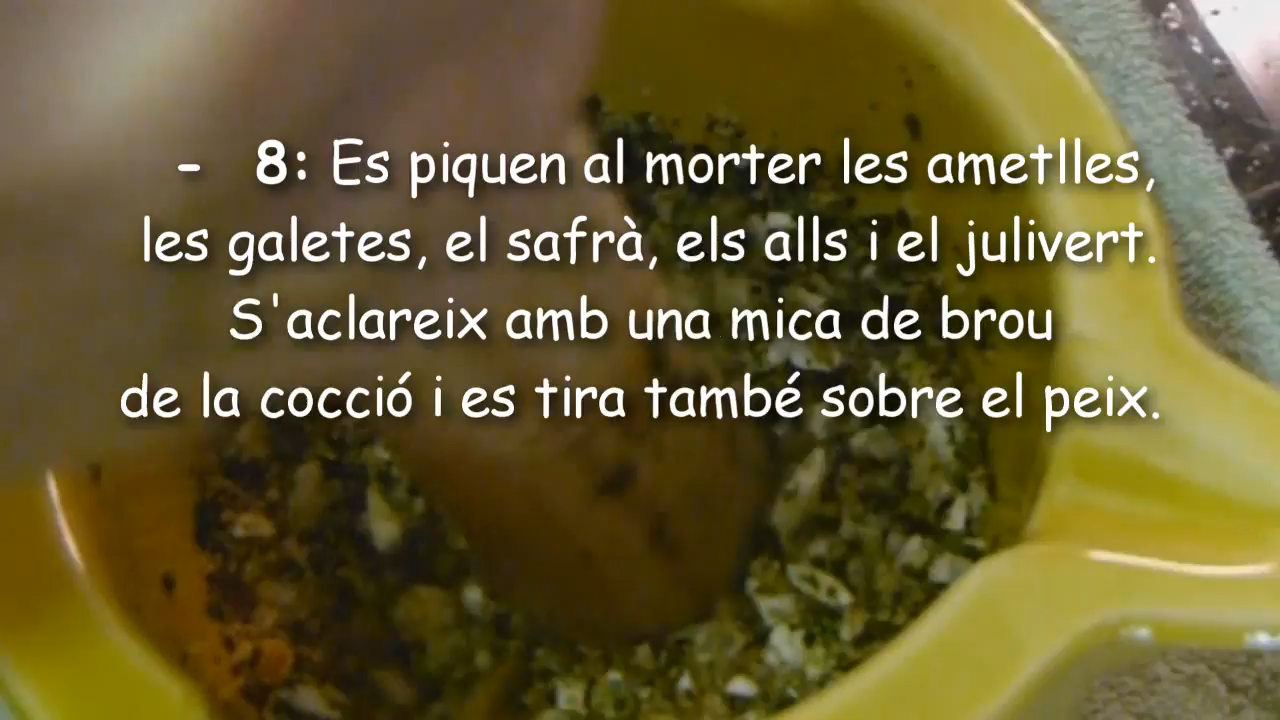 - 8: Es piquen al morter les ametlles,
les galetes, el safrà, els alls i el julivert.
S'aclareix amb una mica de brou
de la cocció i es tira també sobre el peix.